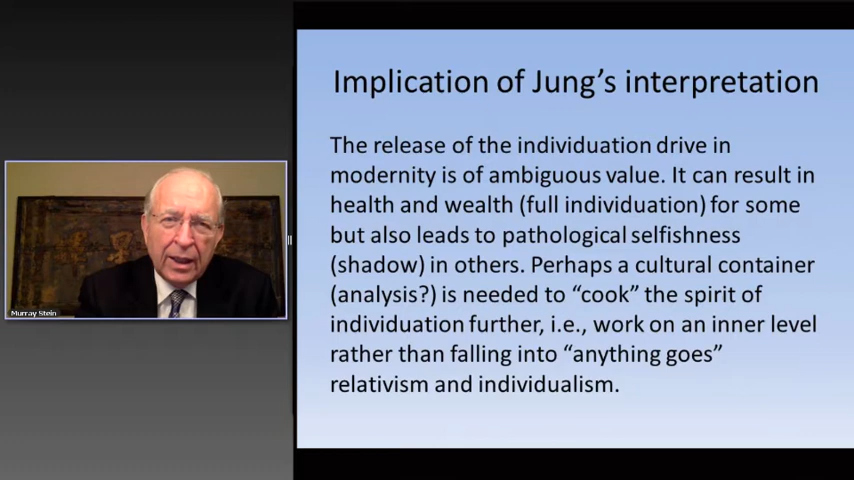 Implication of Jung's interpretation
The release of the individuation drive in
modernity is of ambiguous value. It can result in
health and wealth (full individuation) for some
but also leads to pathological selfishness
(shadow) in others. Perhaps a cultural container
(analysis?) is needed to “cook” the spirit of
individuation further, i.e., work on an inner level
rather than falling into “anything goes”
relativism and individualism.
Murray Stein